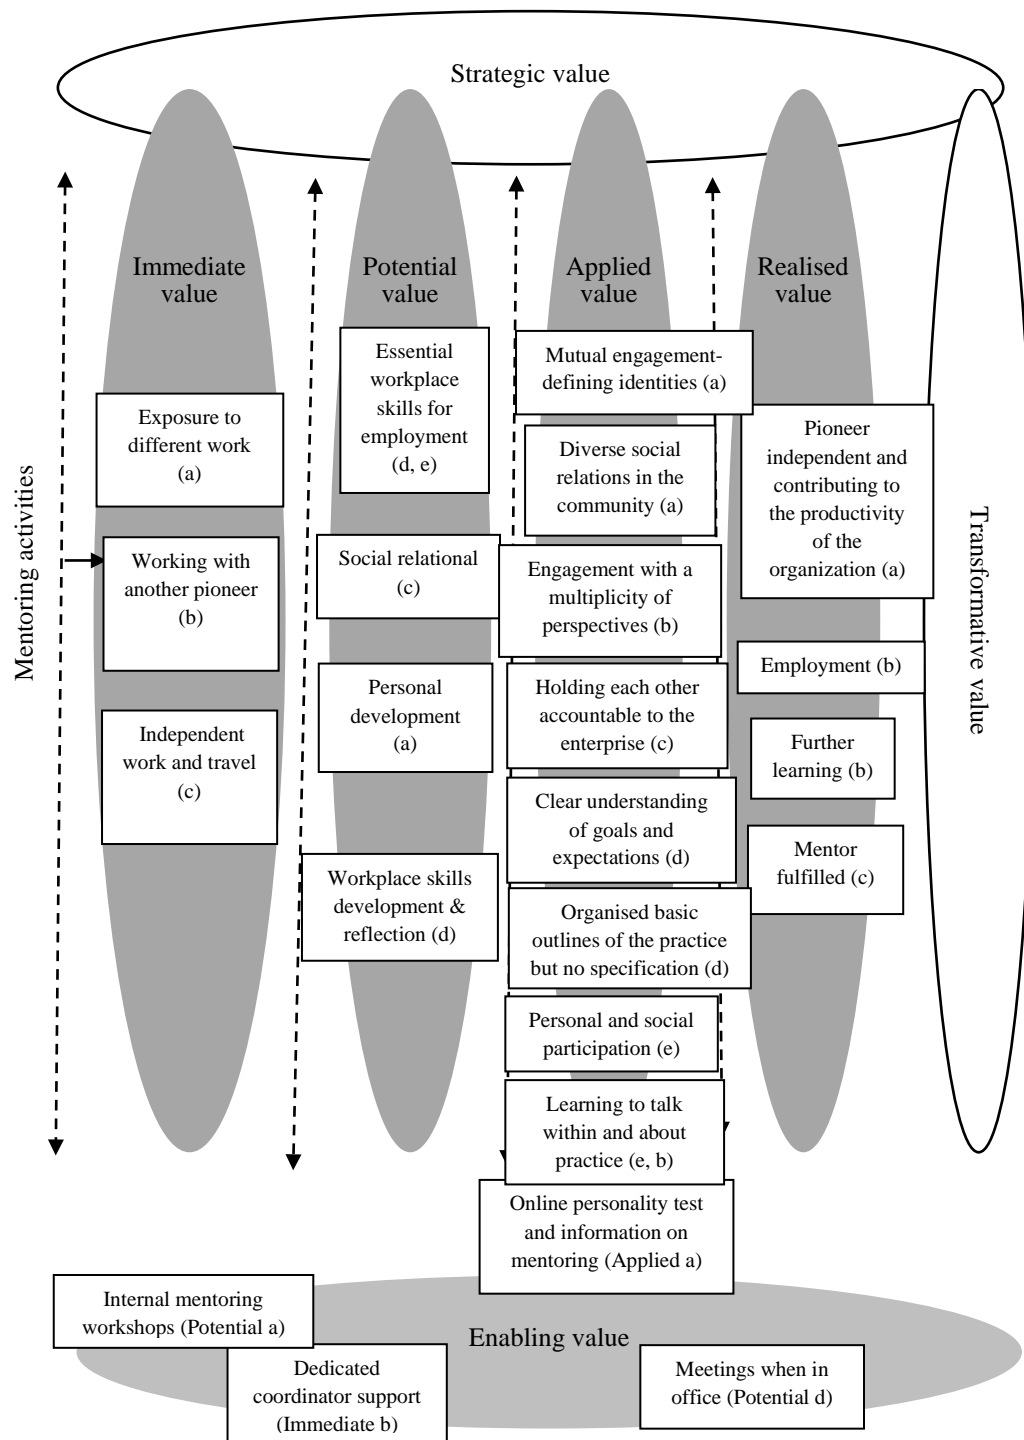 Strategic value
Mentoring activities
Immediate
value
Exposure to
different work
(a)
Working with
another pioneer
(b)
Independent
work and travel
(c)
Potential
value
Essential
workplace
skills for
employment
(d, e)
Social relational
(c)
Personal
development
(a)
Workplace skills
development &
reflection (d)
Applied
value
Mutual engagement-
defining identities (a)
Diverse social
relations in the
community (a)
Engagement with a
multiplicity of
perspectives (b)
Holding each other
accountable to the
enterprise (c)
Clear understanding
of goals and
expectations (d)
Organised basic
outlines of the practice
but no specification (d)
Personal and social
participation (e)
Learning to talk
within and about
practice (e, b)
Realised
value
Pioneer
independent and
contributing to
the productivity
of the
organization (a)
Employment (b)
Further
learning (b)
Mentor
fulfilled (c)
Transformative value
Online personality test
and information on
mentoring (Applied a)
Internal mentoring
workshops (Potential a)
Enabling value
Dedicated
coordinator support
(Immediate b)
Meetings when in
office (Potential d)